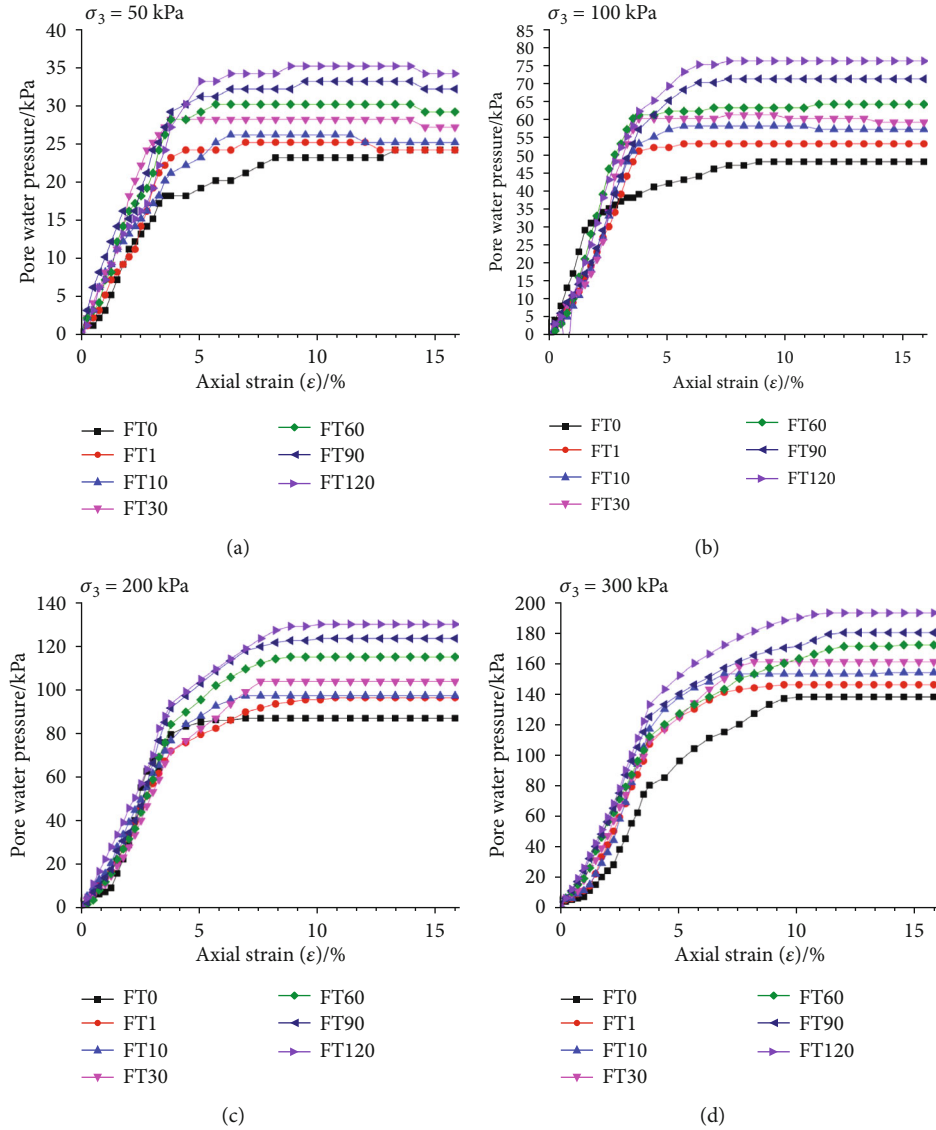 σ3 = 50 kPa
Pore water pressure/kPa
40
35
30
25
20
15
10
5
0
0 5 10 15
Axial strain (ε)/%
FT0 FT60
FT1 FT90
FT10 FT120
FT30
(a)
σ3 = 100 kPa
Pore water pressure/kPa
85
80
75
70
65
60
55
50
45
40
35
30
25
20
15
10
5
0
0 5 10 15
Axial strain (ε)/%
FT0 FT60
FT1 FT90
FT10 FT120
FT30
(b)
σ3 = 200 kPa
Pore water pressure/kPa
140
120
100
80
60
40
20
0
0 5 10 15
Axial strain (ε)/%
FT0 FT60
FT1 FT90
FT10 FT120
FT30
(c)
σ3 = 300 kPa
Pore water pressure/kPa
200
180
160
140
120
100
80
60
40
20
0
0 5 10 15
Axial strain (ε)/%
FT0 FT60
FT1 FT90
FT10 FT120
FT30
(d)